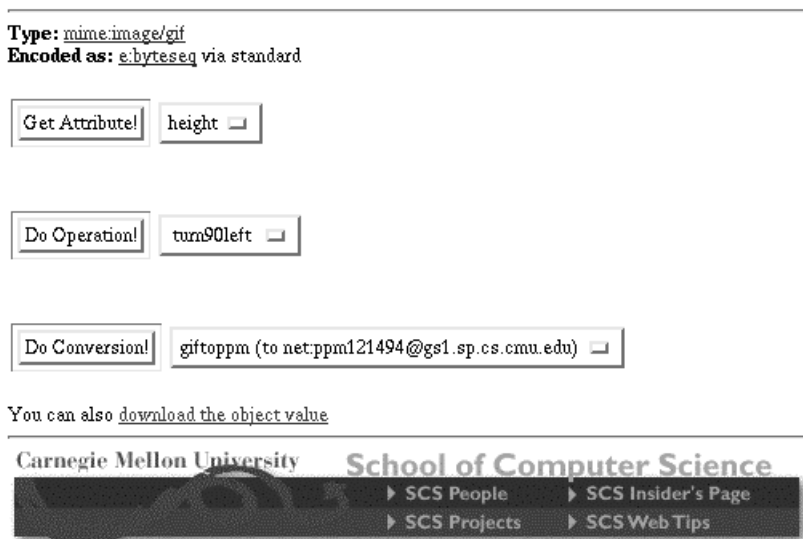 Type: mime:image/gif
Encoded as: e:byteseq via standard
Get Attribute! height
Do Operation! turn90left
Do Conversion! giftoppm (to net:ppm121494@gs1.sp.cs.cmu.edu)
You can also download the object value
Carnegie Mellon University School of Computer Science
SCS People SCS Insider's Page
SCS Projects SCS Web Tips